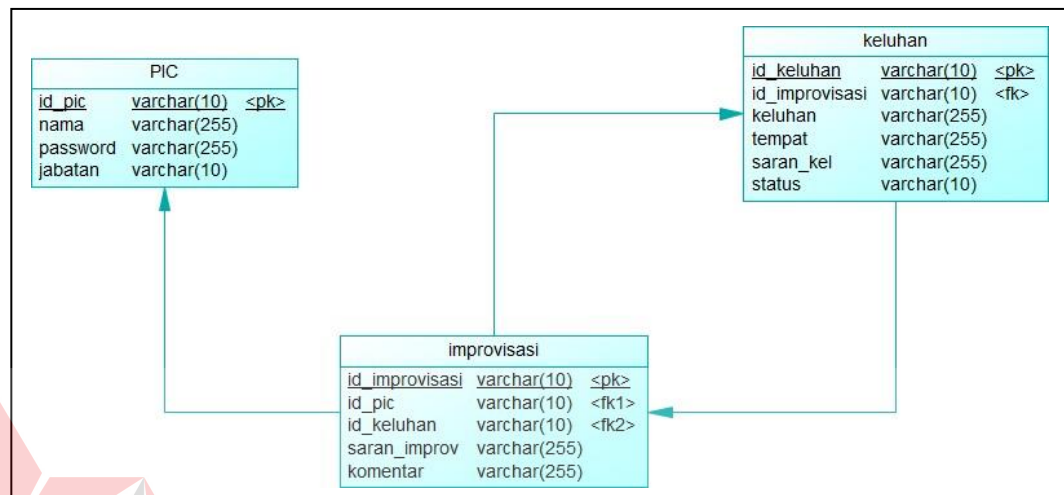 PIC
id_pic varchar(10) <pk>
nama varchar(255)
password varchar(255)
jabatan varchar(10)
keluhan
id_keluhan varchar(10) <pk>
id_improvisasi varchar(10) <fk>
keluhan varchar(255)
tempat varchar(255)
saran_kel varchar(255)
status varchar(10)
improvisasi
id_improvisasi varchar(10) <pk>
id_pic varchar(10) <fk1>
id_keluhan varchar(10) <fk2>
saran_improv varchar(255)
komentar varchar(255)